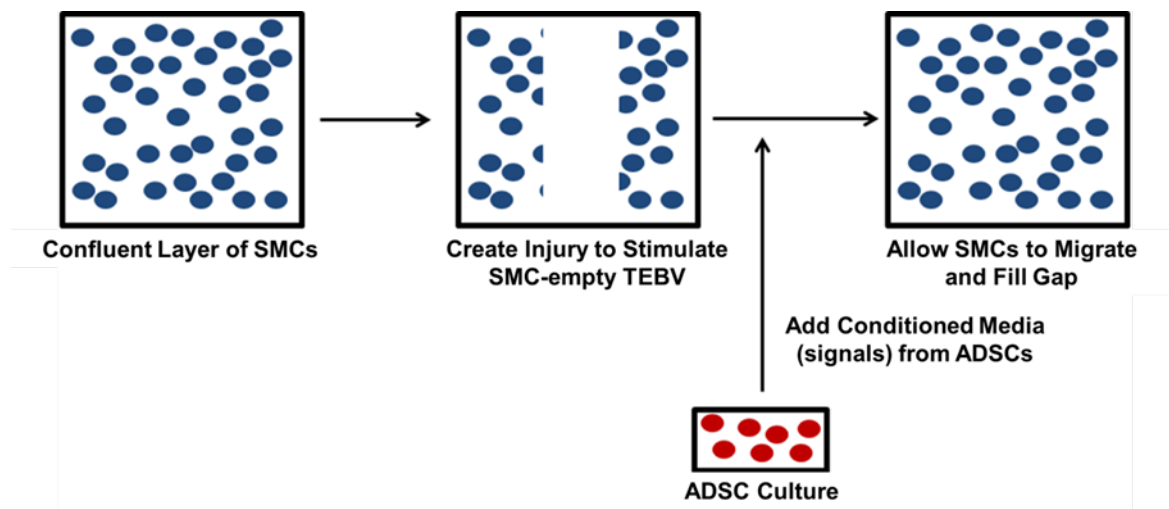 Confluent Layer of SMCs
Create Injury to Stimulate
SMC-empty TEBV
Allow SMCs to Migrate
and Fill Gap
Add Conditioned Media
(signals) from ADSCs
ADSC Culture